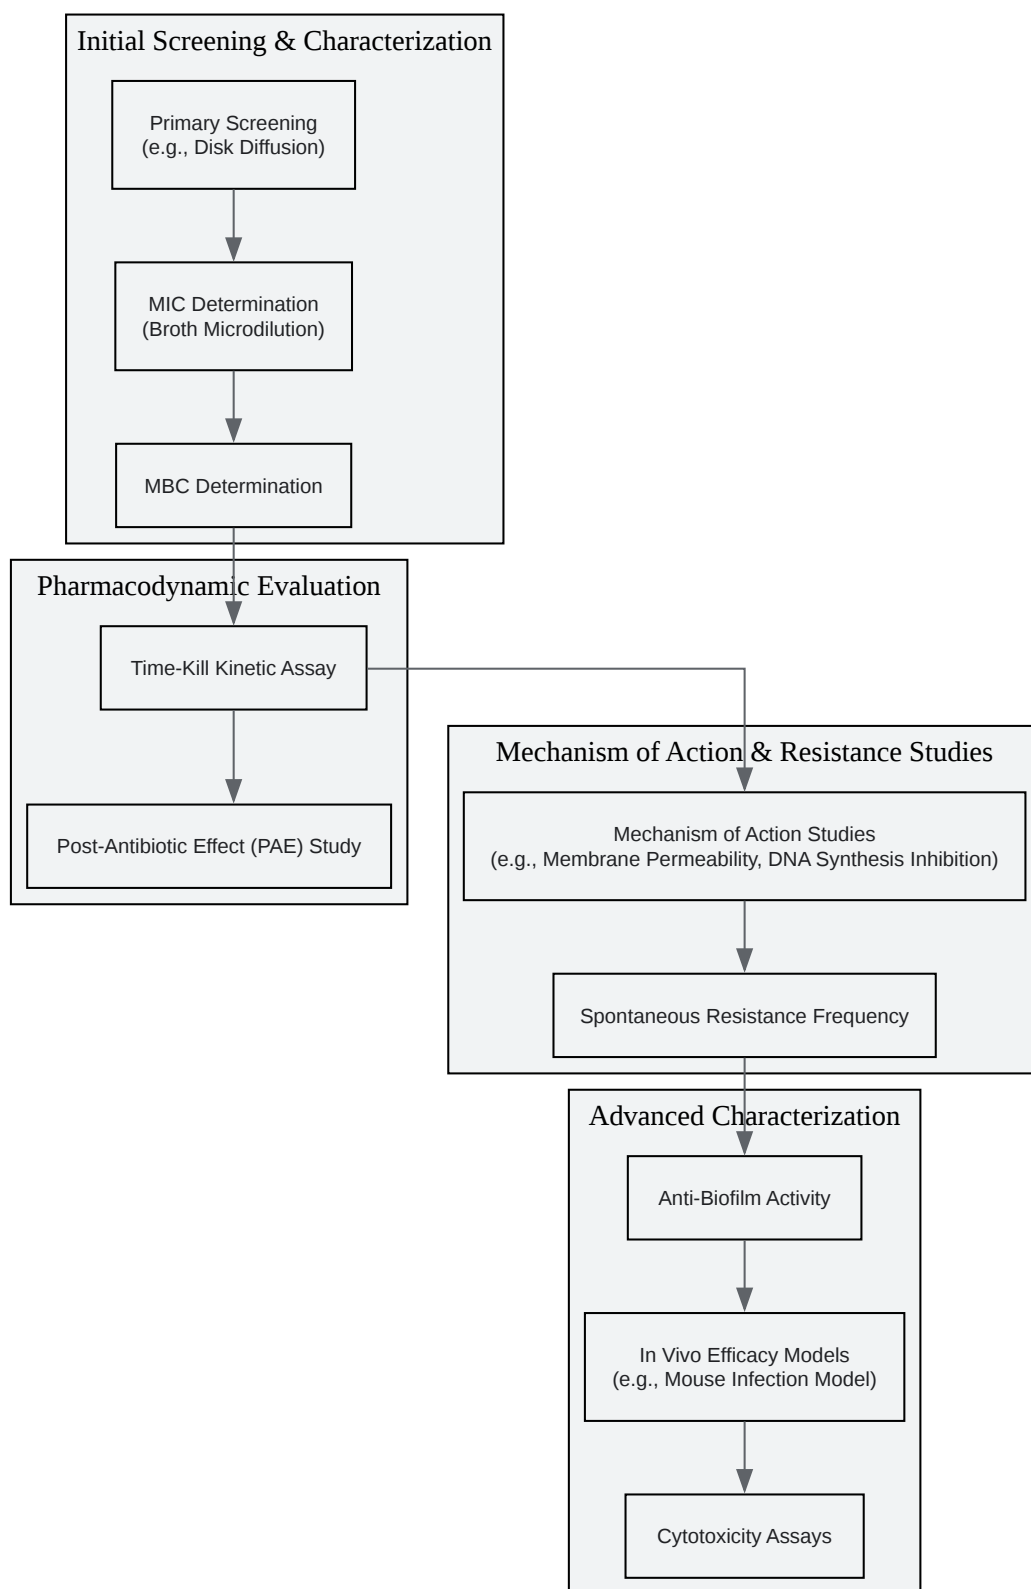 Initial Screening & Characterization
Primary Screening
(e.g., Disk Diffusion)
MIC Determination
(Broth Microdilution)
MBC Determination
Pharmacodynamic Evaluation
Time-Kill Kinetic Assay
Post-Antibiotic Effect (PAE) Study
Mechanism of Action & Resistance Studies
Mechanism of Action Studies
(e.g., Membrane Permeability, DNA Synthesis Inhibition)
Spontaneous Resistance Frequency
Advanced Characterization
Anti-Biofilm Activity
In Vivo Efficacy Models
(e.g., Mouse Infection Model)
Cytotoxicity Assays